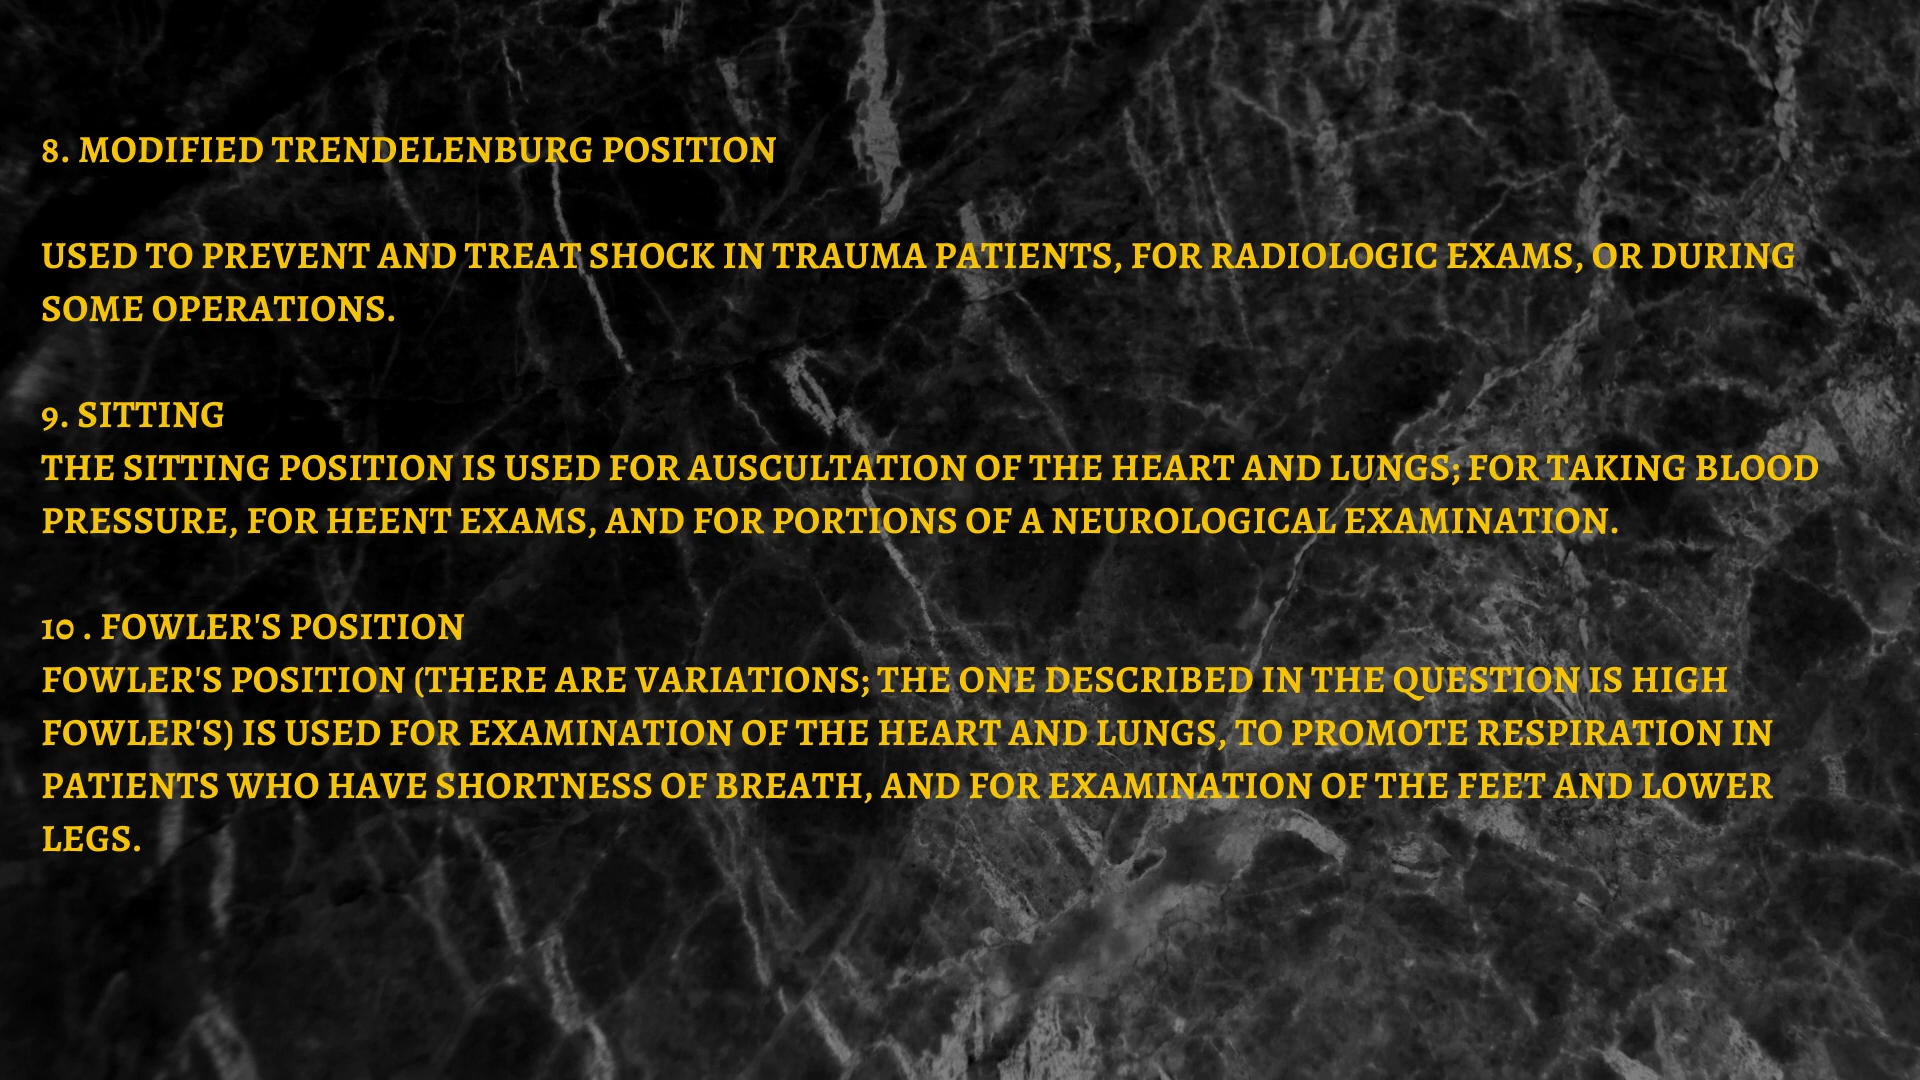 8. MODIFIED TRENDELENBURG POSITION
USED TO PREVENT AND TREAT SHOCK IN TRAUMA PATIENTS, FOR RADIOLOGIC EXAMS, OR DURING
SOME OPERATIONS.
9. SITTING
THE SITTING POSITION IS USED FOR AUSCULTATION OF THE HEART AND LUNGS; FOR TAKING BLOOD
PRESSURE, FOR HEENT EXAMS, AND FOR PORTIONS OF A NEUROLOGICAL EXAMINATION.
10 . FOWLER'S POSITION
FOWLER'S POSITION (THERE ARE VARIATIONS; THE ONE DESCRIBED IN THE QUESTION IS HIGH
FOWLER'S) IS USED FOR EXAMINATION OF THE HEART AND LUNGS, TO PROMOTE RESPIRATION IN
PATIENTS WHO HAVE SHORTNESS OF BREATH, AND FOR EXAMINATION OF THE FEET AND LOWER
LEGS.